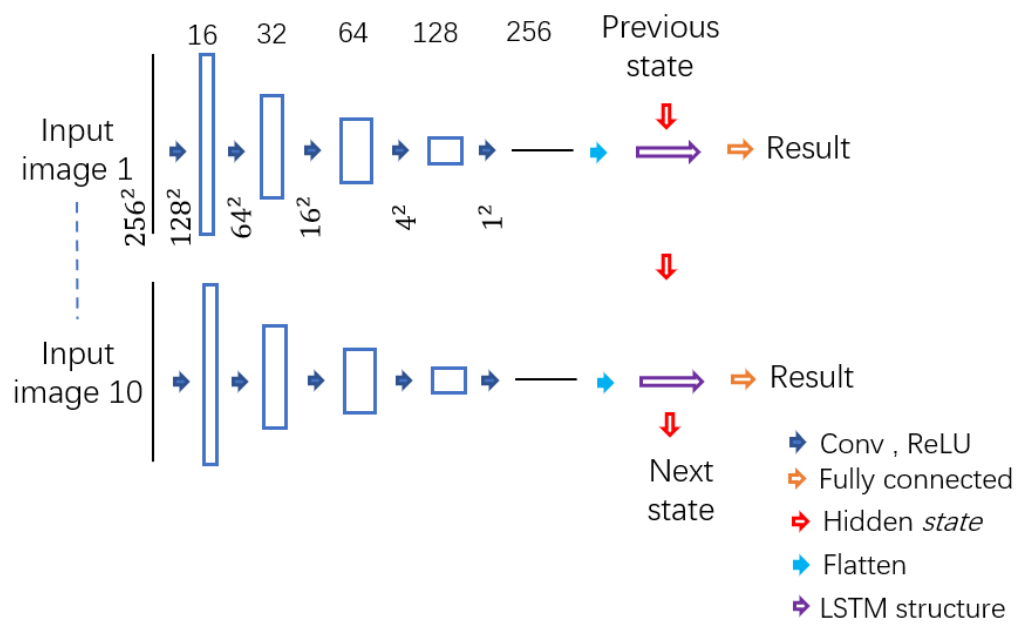 16 32 64 128 256
Previous
state
Input
image 1
Result
256² 128² 64² 16² 4² 1²
Input
image 10
Result
Next
state
Conv , ReLU
Fully connected
Hidden state
Flatten
LSTM structure